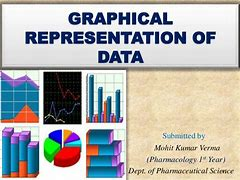 GRAPHICAL
REPRESENTATION OF
DATA
Submitted by
Mohit Kumar Verma
(Pharmacology 1st Year)
Dept. of Pharmaceutical Science